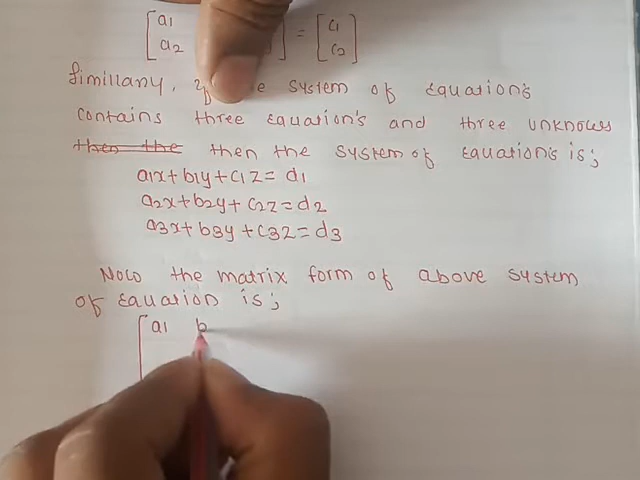 a1 = c1
a2 c2
Simillany, if system of Equation's
contains three Equation's and three unknows
then the then the system of Equation's is;
a1x+b1y+c1z=d1
a2x+b2y+c2z=d2
a3x+b3y+c3z=d3
Now the matrix form of above system
of Equation is;
a1 b